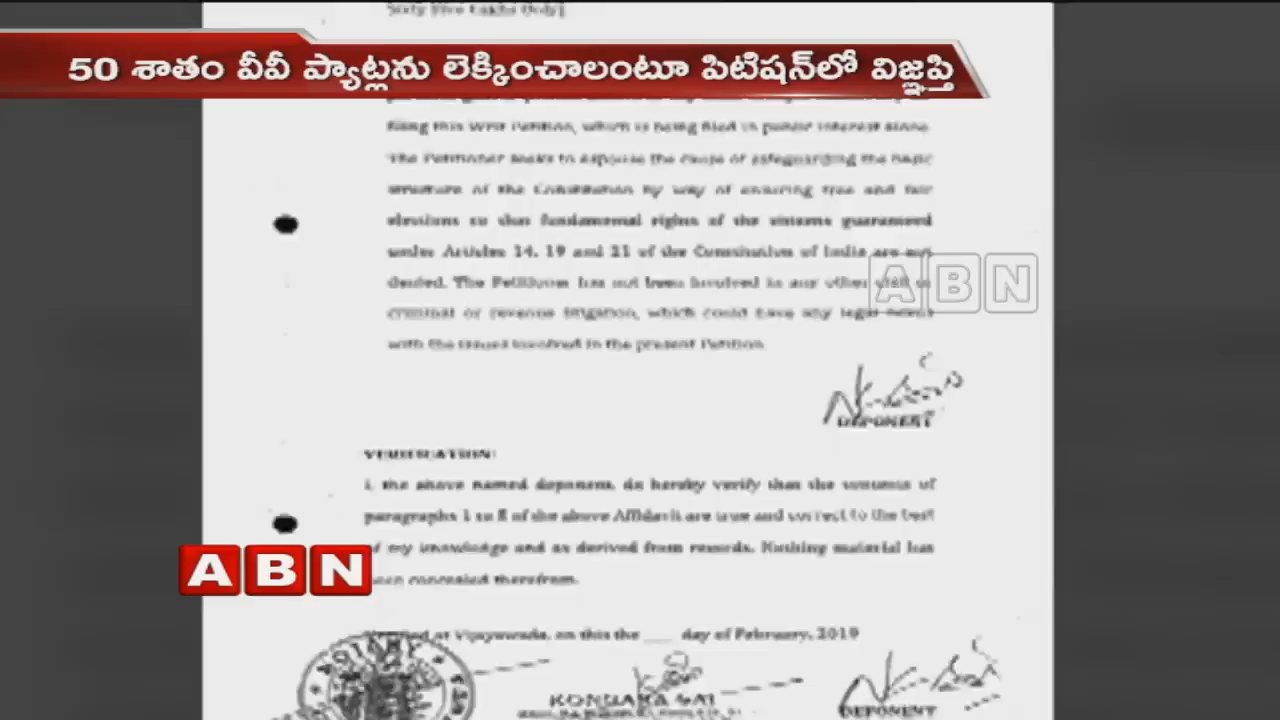 Sixty Five Lakhs Only].
50 శాతం వీవీ ప్యాట్లను లెక్కించాలంటూ పిటిషన్‌లో విజ్ఞప్తి
filing this Writ Petition, which is being filed in public interest alone.
The Petitioner seeks to espouse the cause of safeguarding the basic
structure of the Constitution by way of ensuring free and fair
elections so that fundamental rights of the citizens guaranteed
under Articles 14, 19 and 21 of the Constitution of India are not
denied. The Petitioner has not been involved in any other civil or
ABN
criminal or revenue litigation, which could have any legal nexus
with the issues involved in the present Petition.
DEPONENT
VERIFICATION:
I, the above named deponent, do hereby verify that the contents of
paragraphs 1 to 8 of the above Affidavit are true and correct to the best
of my knowledge and as derived from records. Nothing material has
ABN
been concealed therefrom.
Verified at Vijayawada, on this the ___ day of February, 2019
NOTARY
KONDAKA SAI
DEPONENT